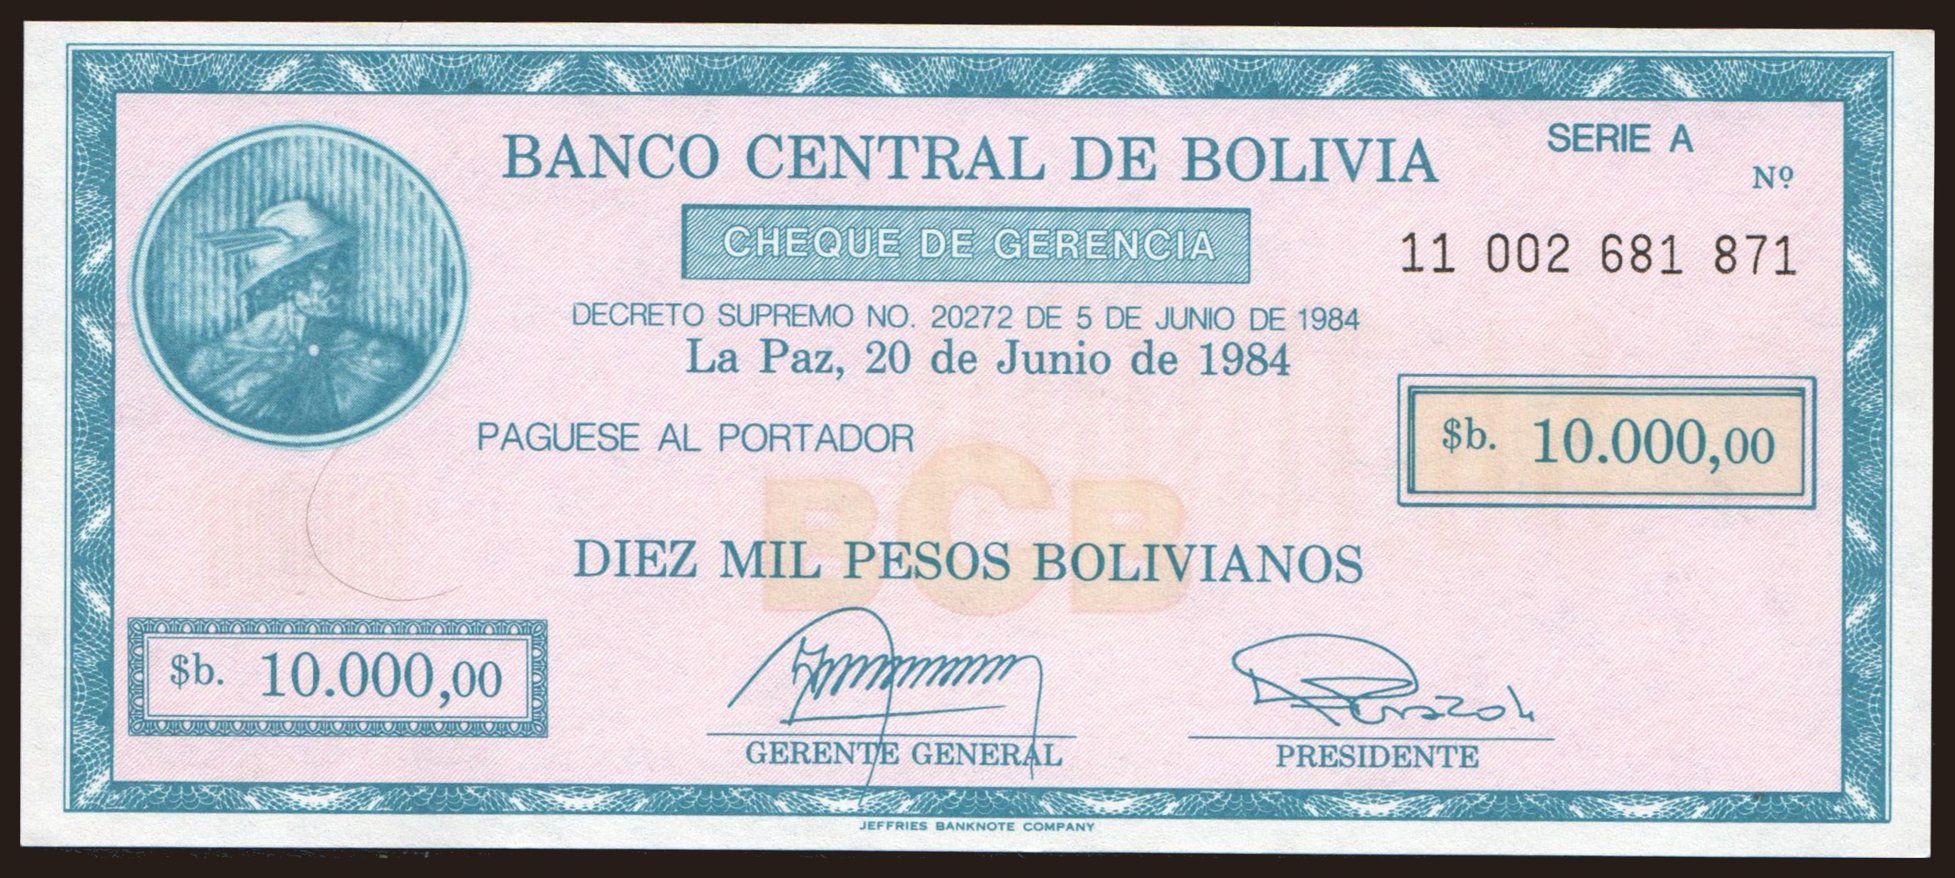 BANCO CENTRAL DE BOLIVIA
SERIE A
Nº
CHEQUE DE GERENCIA
11 002 681 871
DECRETO SUPREMO NO. 20272 DE 5 DE JUNIO DE 1984
La Paz, 20 de Junio de 1984
$b. 10.000,00
PAGUESE AL PORTADOR
BCB
DIEZ MIL PESOS BOLIVIANOS
$b. 10.000,00
GERENTE GENERAL
PRESIDENTE
JEFFRIES BANKNOTE COMPANY